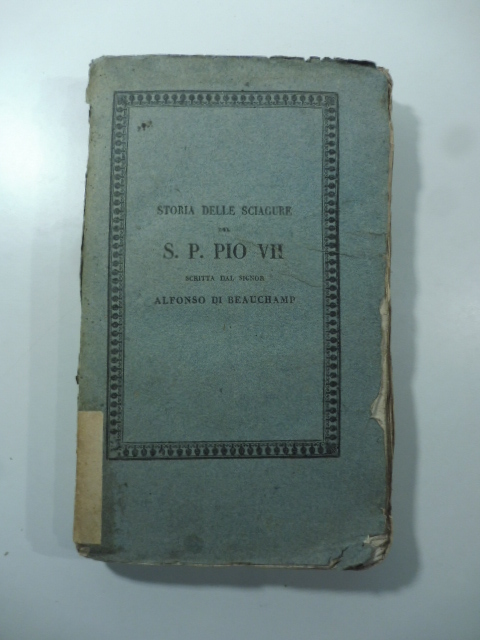 STORIA DELLE SCIAGURE
DEL
S. P. PIO VII
SCRITTA DAL SIGNOR
ALFONSO DI BEAUCHAMP